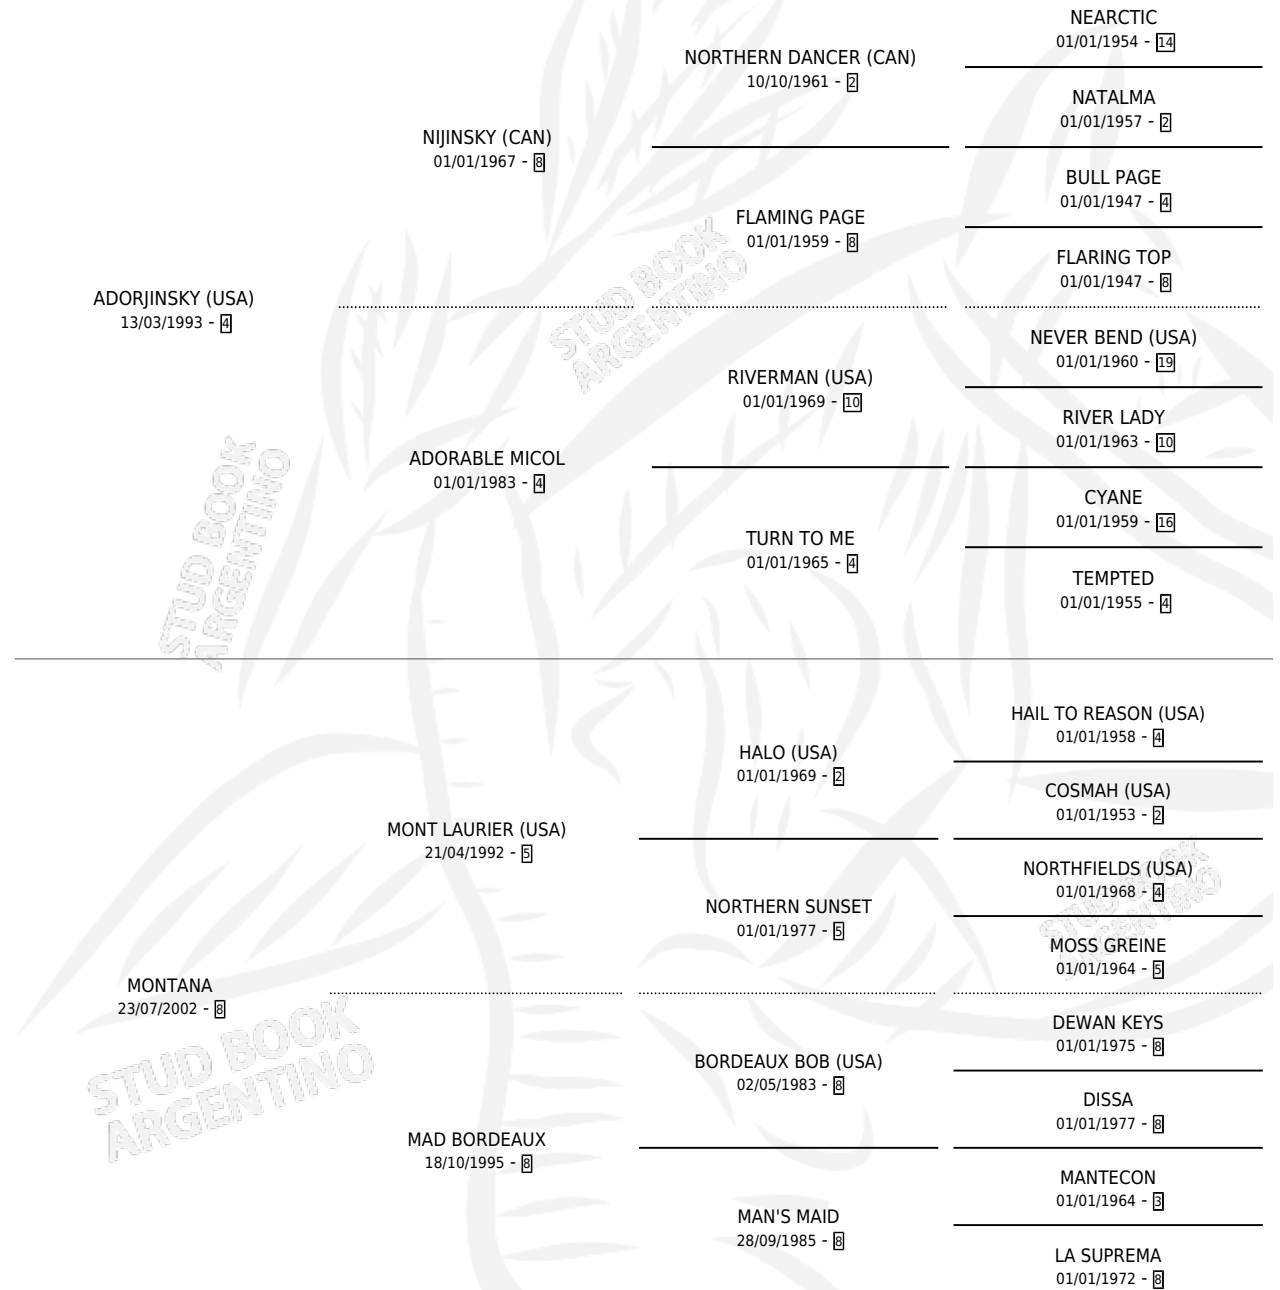 NEARCTIC
01/01/1954 - 14
NORTHERN DANCER (CAN)
10/10/1961 - 2
NATALMA
01/01/1957 - 2
NIJINSKY (CAN)
01/01/1967 - 8
BULL PAGE
01/01/1947 - 4
FLAMING PAGE
01/01/1959 - 8
FLARING TOP
01/01/1947 - 8
ADORJINSKY (USA)
13/03/1993 - 4
STUD BOOK
ARGENTINO
NEVER BEND (USA)
01/01/1960 - 19
RIVERMAN (USA)
01/01/1969 - 10
RIVER LADY
01/01/1963 - 10
ADORABLE MICOL
01/01/1983 - 4
CYANE
01/01/1959 - 16
TURN TO ME
01/01/1965 - 4
TEMPTED
01/01/1955 - 4
STUD BOOK
ARGENTINO
HAIL TO REASON (USA)
01/01/1958 - 4
HALO (USA)
01/01/1969 - 2
COSMAH (USA)
01/01/1953 - 2
MONT LAURIER (USA)
21/04/1992 - 5
NORTHFIELDS (USA)
01/01/1968 - 4
NORTHERN SUNSET
01/01/1977 - 5
STUD BOOK
ARGENTINO
MOSS GREINE
01/01/1964 - 5
MONTANA
23/07/2002 - 8
STUD BOOK
ARGENTINO
DEWAN KEYS
01/01/1975 - 8
BORDEAUX BOB (USA)
02/05/1983 - 8
DISSA
01/01/1977 - 8
MAD BORDEAUX
18/10/1995 - 8
MANTECON
01/01/1964 - 3
MAN'S MAID
28/09/1985 - 8
LA SUPREMA
01/01/1972 - 8